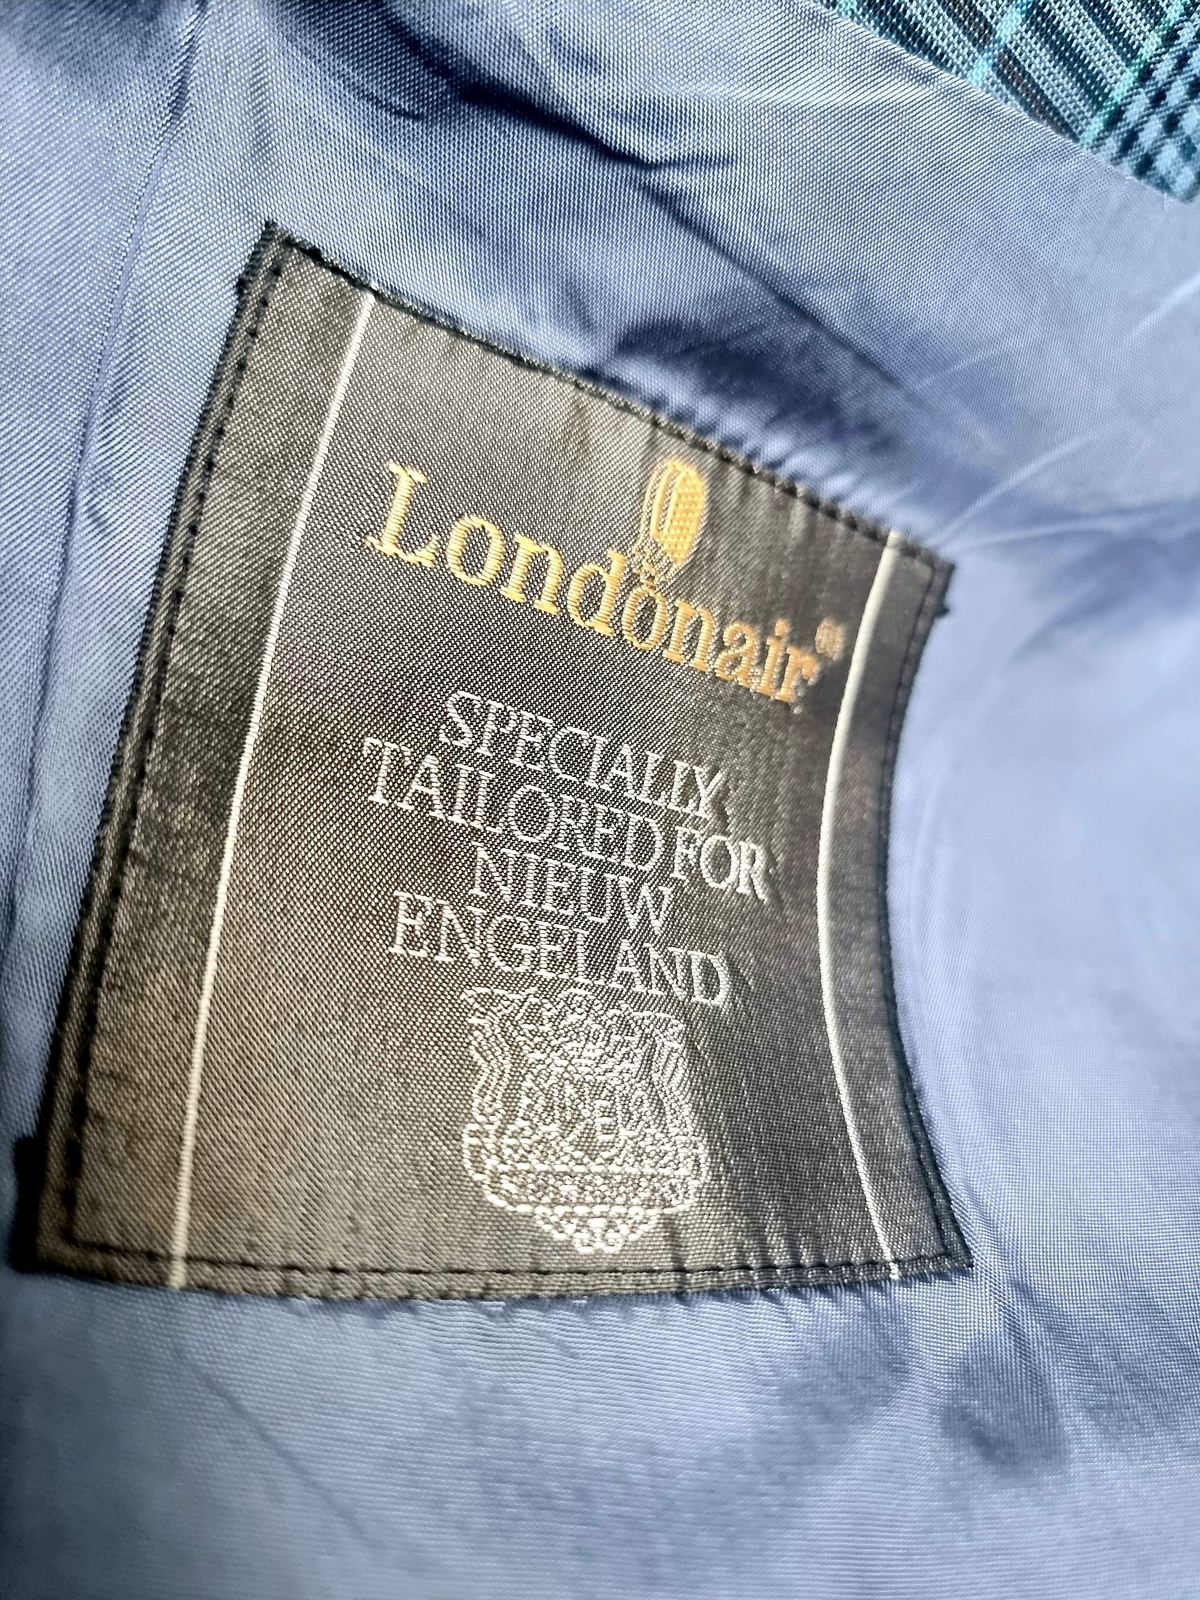 Londonair®
SPECIALLY
TAILORED FOR
NIEUW
ENGELAND